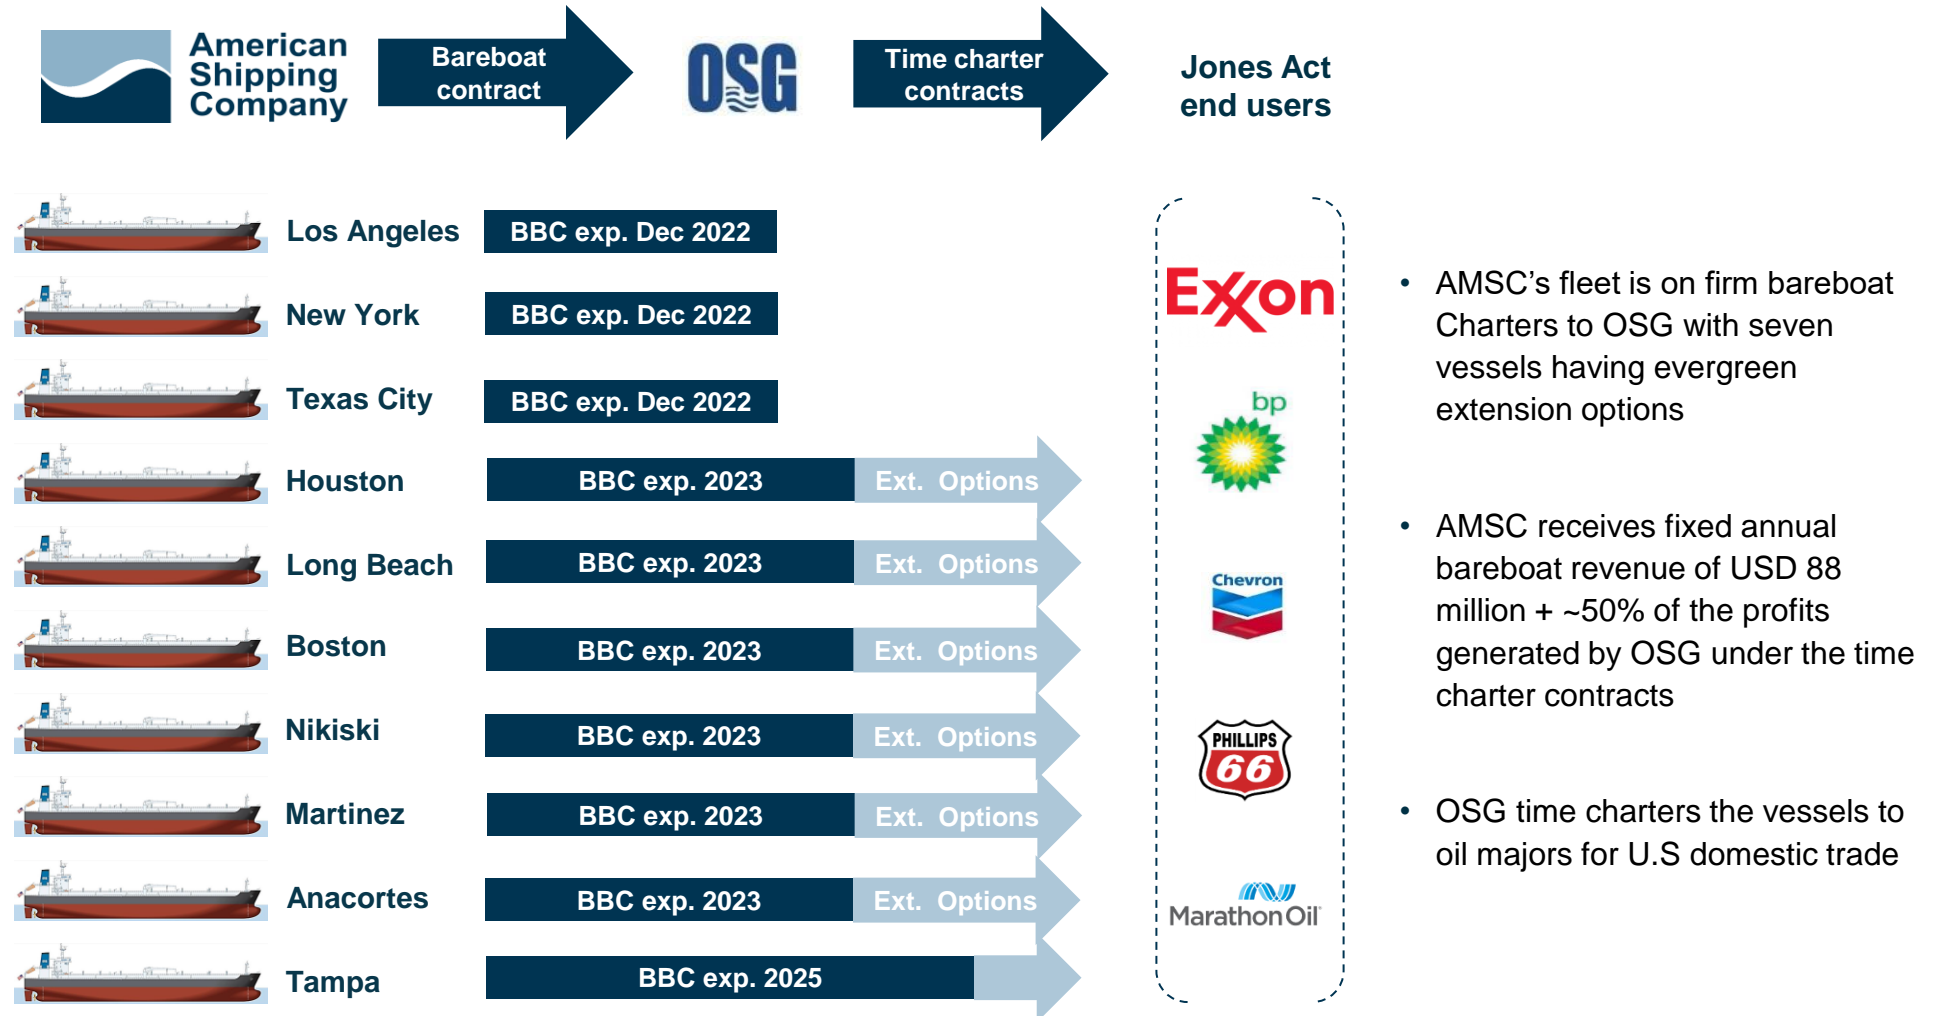 American
Shipping
Company
Bareboat
contract
OSG
Time charter
contracts
Jones Act
end users
Los Angeles
BBC exp. Dec 2022
New York
BBC exp. Dec 2022
Texas City
BBC exp. Dec 2022
Houston
BBC exp. 2023
Ext. Options
Long Beach
BBC exp. 2023
Ext. Options
Boston
BBC exp. 2023
Ext. Options
Nikiski
BBC exp. 2023
Ext. Options
Martinez
BBC exp. 2023
Ext. Options
Anacortes
BBC exp. 2023
Ext. Options
Tampa
BBC exp. 2025
Exxon
bp
Chevron
PHILLIPS
66
Marathon Oil
• AMSC’s fleet is on firm bareboat
Charters to OSG with seven
vessels having evergreen
extension options
• AMSC receives fixed annual
bareboat revenue of USD 88
million + ~50% of the profits
generated by OSG under the time
charter contracts
• OSG time charters the vessels to
oil majors for U.S domestic trade